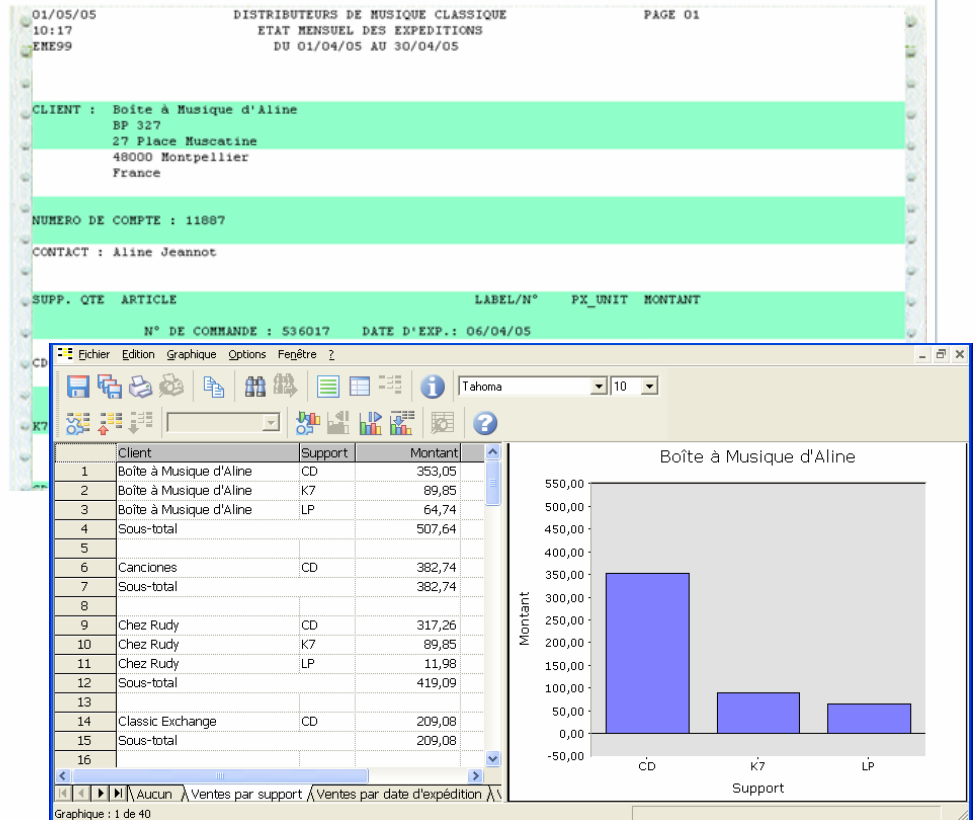 01/05/05 DISTRIBUTEURS DE MUSIQUE CLASSIQUE PAGE 01
10:17 ETAT MENSUEL DES EXPEDITIONS
EME99 DU 01/04/05 AU 30/04/05
CLIENT : Boîte à Musique d'Aline
BP 327
27 Place Muscatine
48000 Montpellier
France
NUMERO DE COMPTE : 11887
CONTACT : Aline Jeannot
SUPP. QTE ARTICLE LABEL/N° PX_UNIT MONTANT
N° DE COMMANDE : 536017 DATE D'EXP.: 06/04/05
CD
K7
Fichier Edition Graphique Options Fenêtre ?
Tahoma 10
Client Support Montant
1 Boîte à Musique d'Aline CD 353,05
2 Boîte à Musique d'Aline K7 89,85
3 Boîte à Musique d'Aline LP 64,74
4 Sous-total 507,64
5
6 Canciones CD 382,74
7 Sous-total 382,74
8
9 Chez Rudy CD 317,26
10 Chez Rudy K7 89,85
11 Chez Rudy LP 11,98
12 Sous-total 419,09
13
14 Classic Exchange CD 209,08
15 Sous-total 209,08
16
Aucun Ventes par support Ventes par date d'expédition
Graphique : 1 de 40
Boîte à Musique d'Aline
550,00
500,00
450,00
400,00
350,00
300,00
250,00
200,00
150,00
100,00
50,00
0,00
-50,00
Montant
CD K7 LP
Support